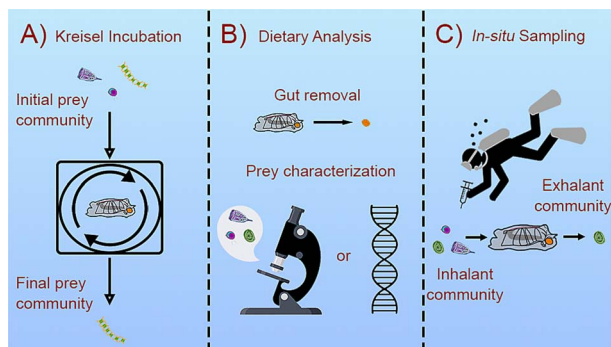 A) Kreisel Incubation
Initial prey
community
Final prey
community
B) Dietary Analysis
Gut removal
Prey characterization
or
C) In-situ Sampling
Exhalant
community
Inhalant
community